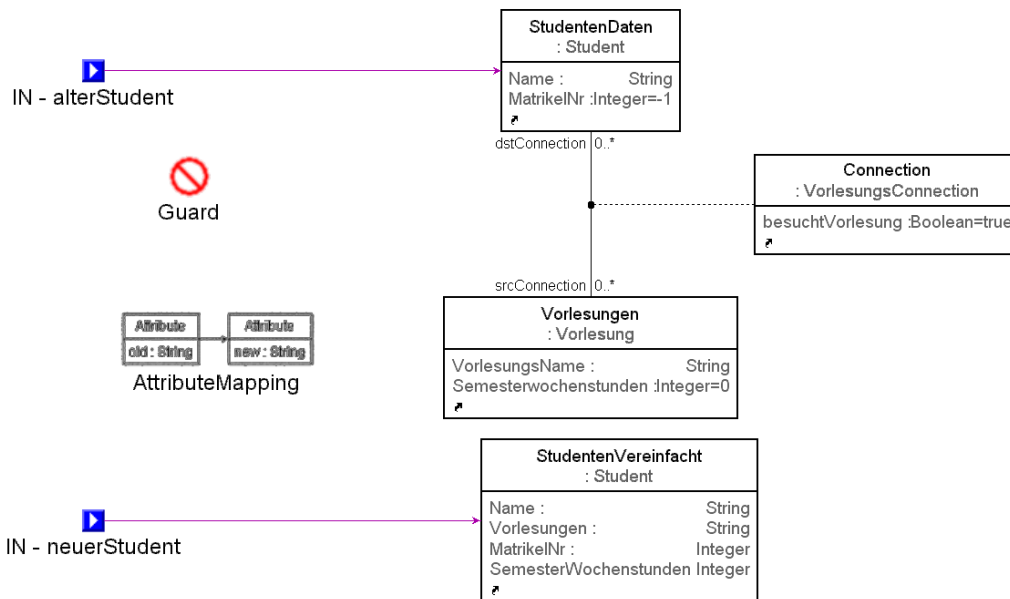 StudentenDaten
: Student
Name : String
MatrikelNr :Integer=-1
IN - alterStudent
dstConnection 0..*
Guard
Connection
: VorlesungsConnection
besuchtVorlesung :Boolean=true
srcConnection 0..*
Vorlesungen
: Vorlesung
VorlesungsName : String
Semesterwochenstunden :Integer=0
Attribute Attribute
old : String new : String
AttributeMapping
StudentenVereinfacht
: Student
Name : String
Vorlesungen : String
MatrikelNr : Integer
SemesterWochenstunden Integer
IN - neuerStudent